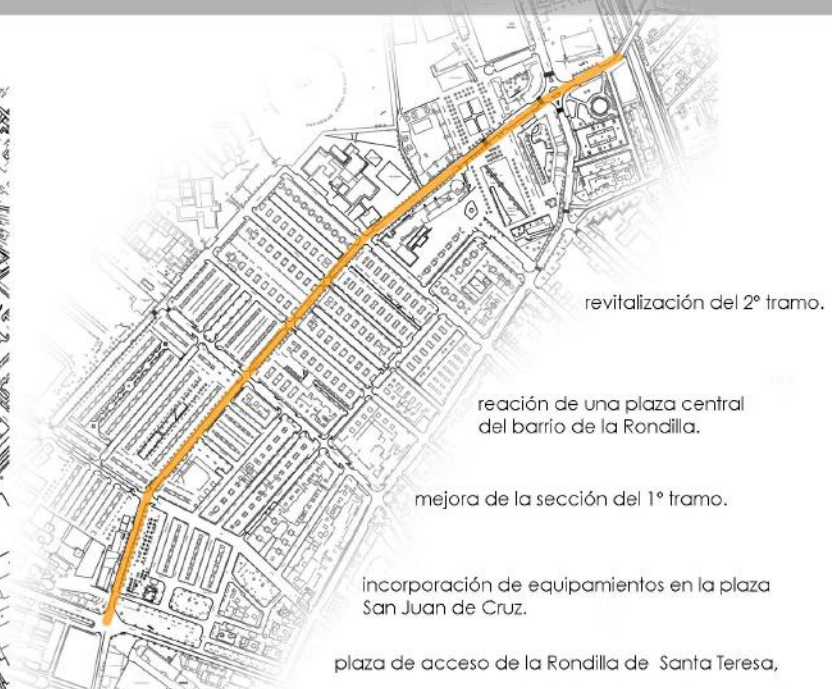 revitalización del 2º tramo.
reación de una plaza central
del barrio de la Rondilla.
mejora de la sección del 1º tramo.
incorporación de equipamientos en la plaza
San Juan de Cruz.
plaza de acceso de la Rondilla de Santa Teresa,